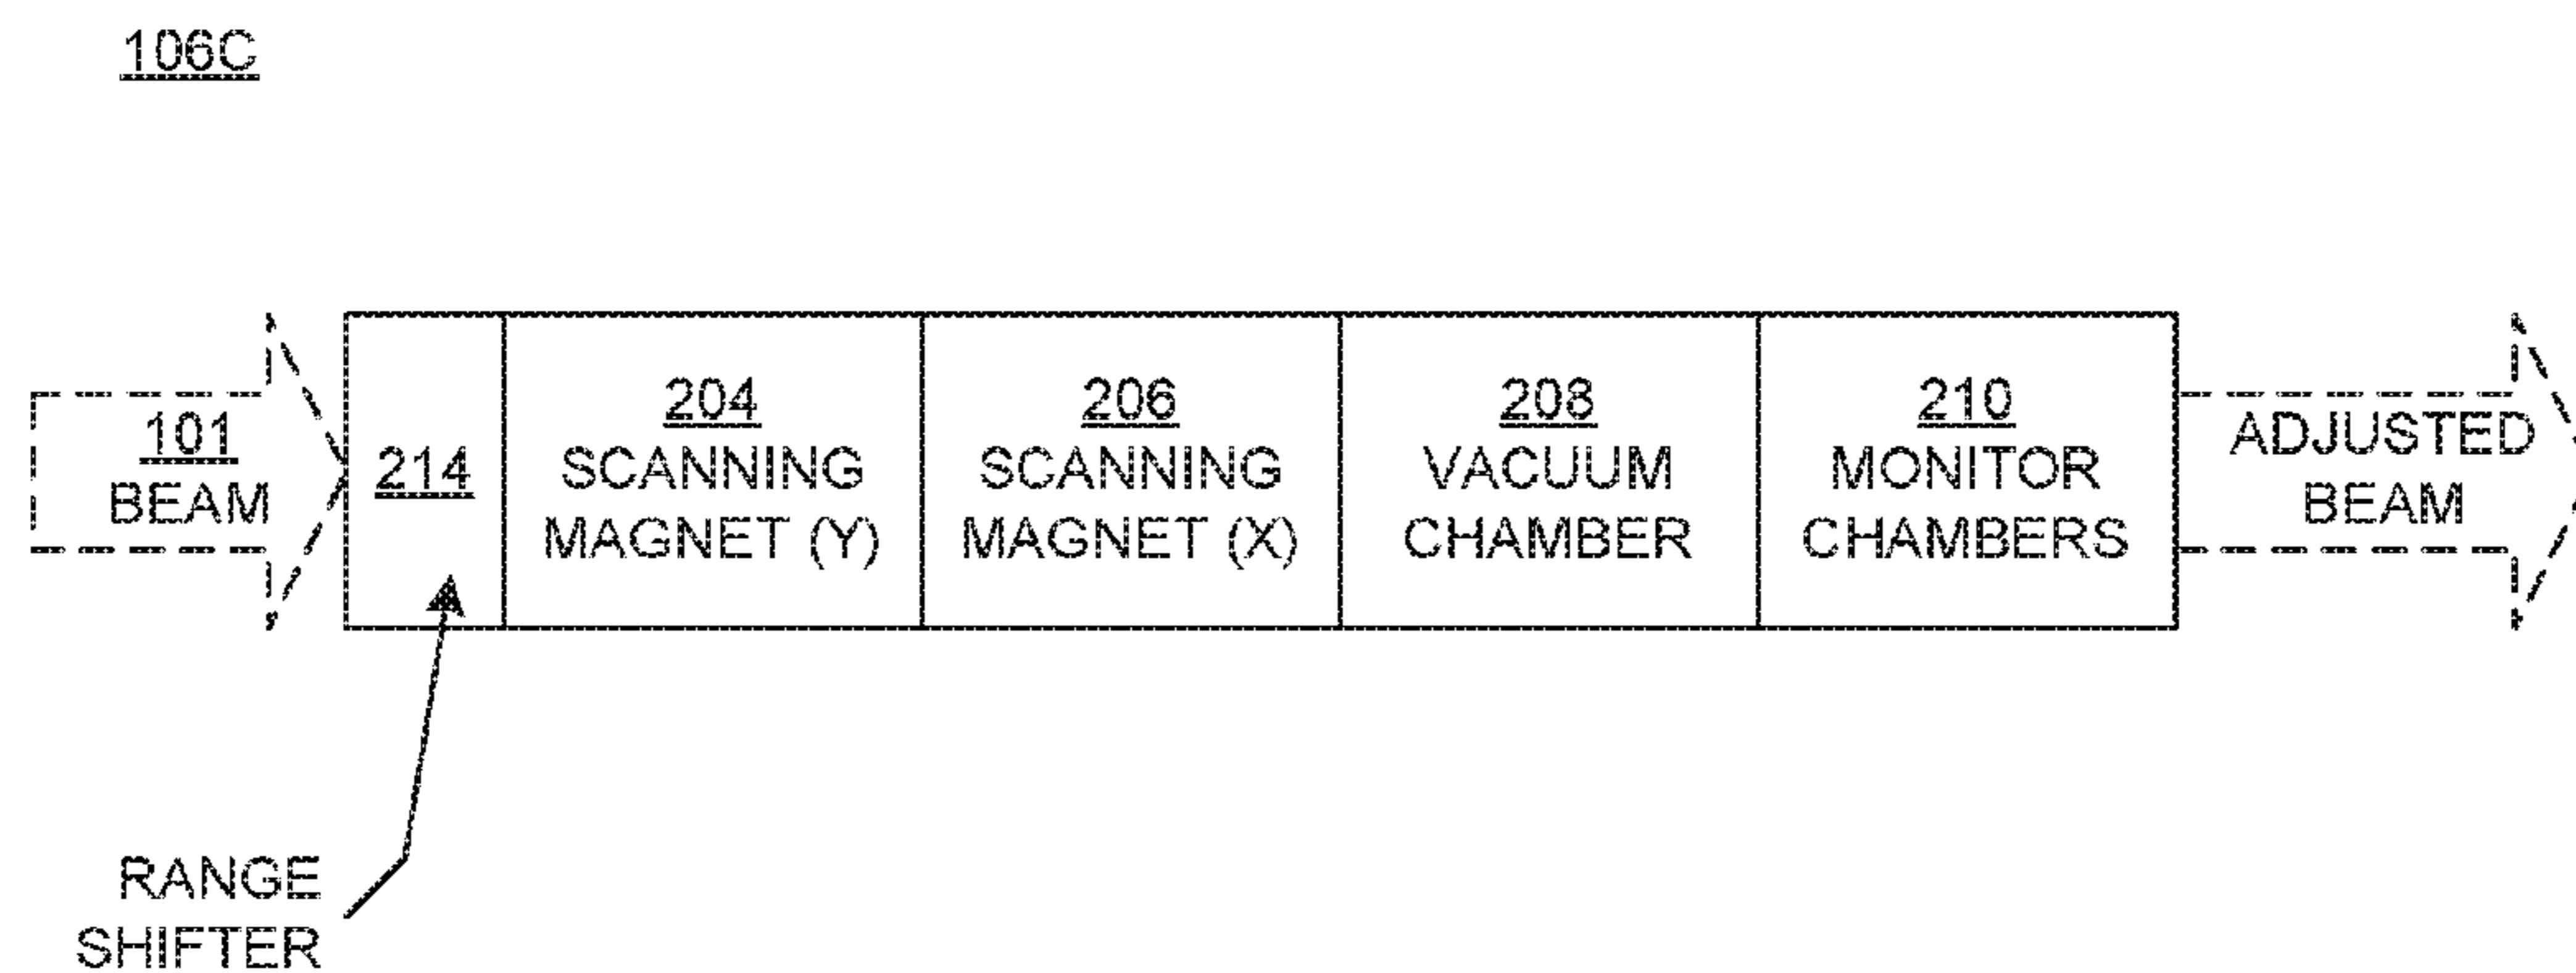 106C
101
BEAM
214
204
SCANNING
MAGNET (Y)
206
SCANNING
MAGNET (X)
208
VACUUM
CHAMBER
210
MONITOR
CHAMBERS
ADJUSTED
BEAM
RANGE
SHIFTER